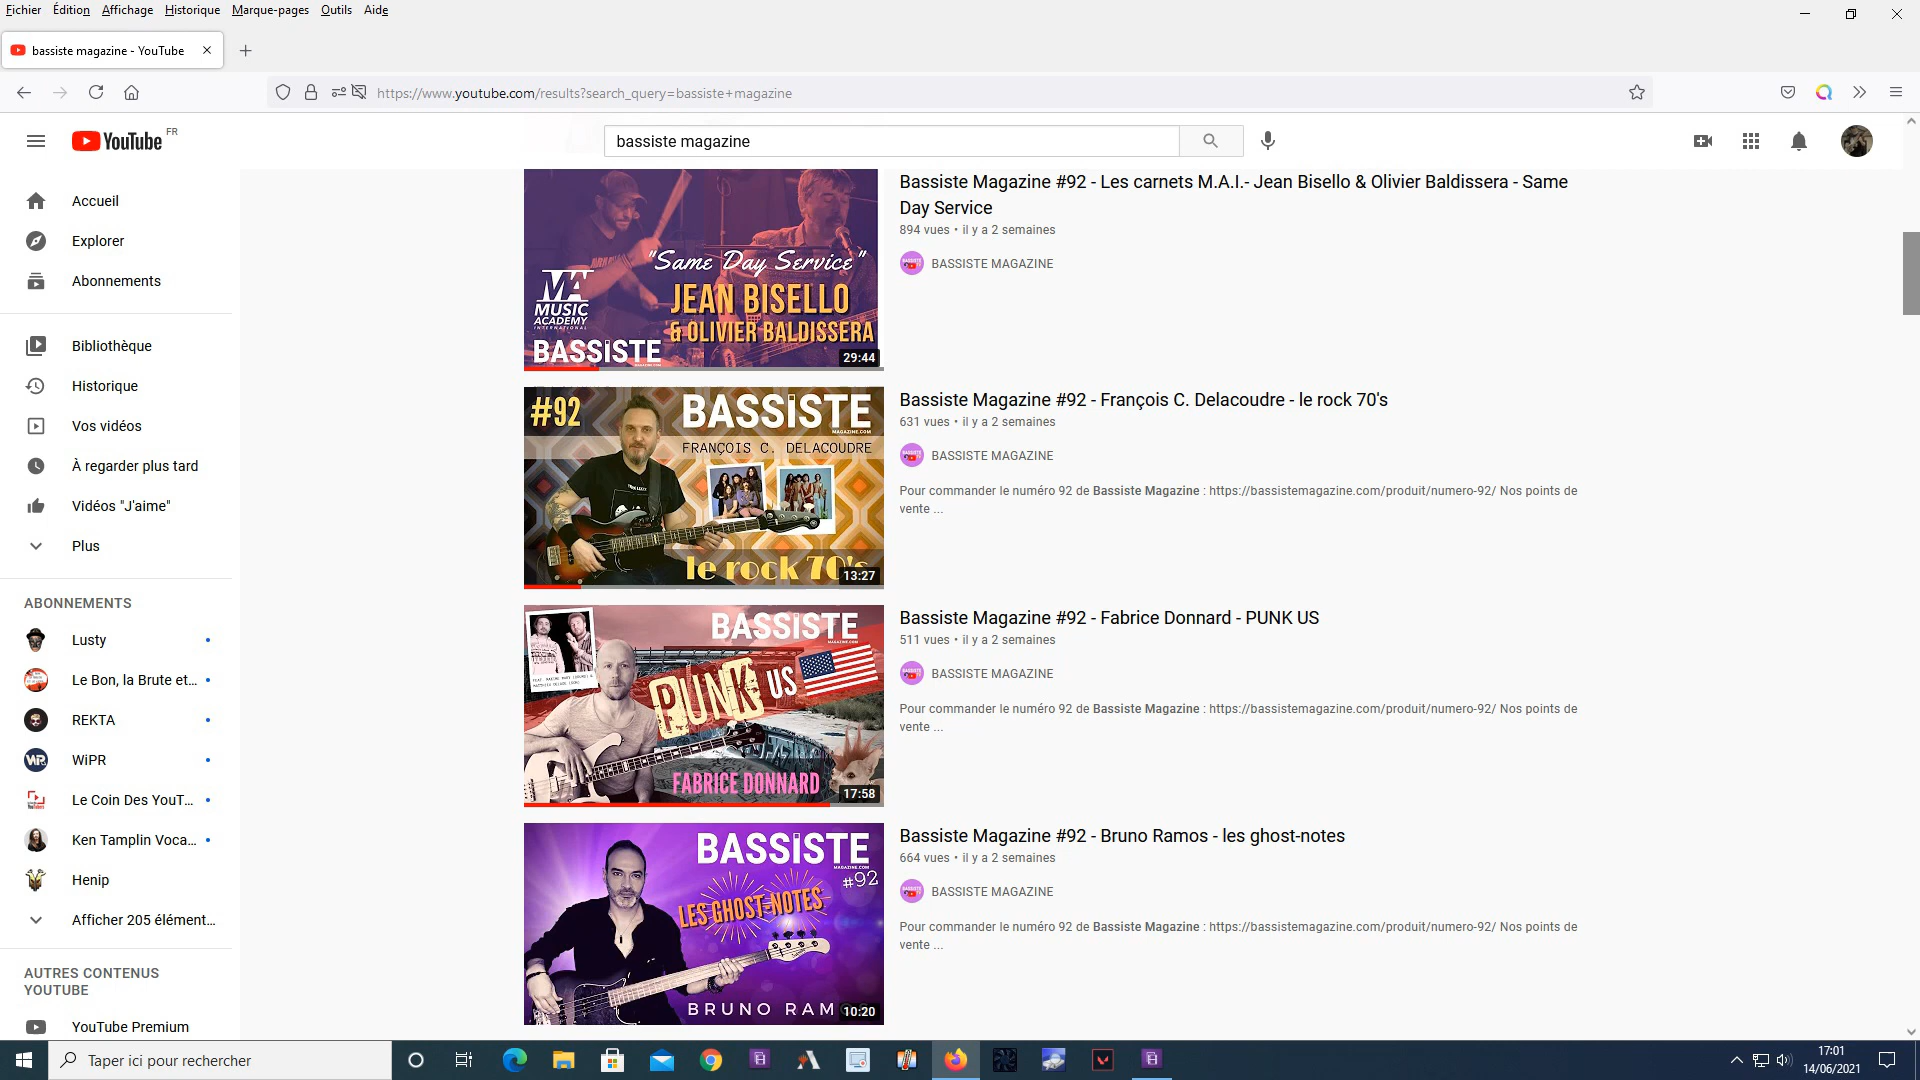 Fichier Édition Affichage Historique Marque-pages Outils Aide
bassiste magazine - YouTube
https://www.youtube.com/results?search_query=bassiste+magazine
YouTube FR
bassiste magazine
Accueil
Explorer
Abonnements
Bibliothèque
Historique
Vos vidéos
À regarder plus tard
Vidéos "J'aime"
Plus
ABONNEMENTS
Lusty
Le Bon, la Brute et...
REKTA
WiPR
Le Coin Des YouT...
Ken Tamplin Voca...
Henip
Afficher 205 élément...
AUTRES CONTENUS
YOUTUBE
YouTube Premium
"Same Day Service"
JEAN BISELLO
& OLIVIER BALDISSERA
MUSIC
ACADEMY
INTERNATIONAL
BASSISTE
29:44
Bassiste Magazine #92 - Les carnets M.A.I.- Jean Bisello & Olivier Baldissera - Same
Day Service
894 vues • il y a 2 semaines
BASSISTE MAGAZINE
#92
BASSISTE
MAGAZINE.COM
FRANÇOIS C. DELACOUDRE
le rock 70's
13:27
Bassiste Magazine #92 - François C. Delacoudre - le rock 70's
631 vues • il y a 2 semaines
BASSISTE MAGAZINE
Pour commander le numéro 92 de Bassiste Magazine : https://bassistemagazine.com/produit/numero-92/ Nos points de
vente ...
BASSISTE
MAGAZINE.COM
PUNK US
FABRICE DONNARD
17:58
Bassiste Magazine #92 - Fabrice Donnard - PUNK US
511 vues • il y a 2 semaines
BASSISTE MAGAZINE
Pour commander le numéro 92 de Bassiste Magazine : https://bassistemagazine.com/produit/numero-92/ Nos points de
vente ...
BASSISTE
MAGAZINE.COM
#92
LES GHOST-NOTES
BRUNO RAM
10:20
Bassiste Magazine #92 - Bruno Ramos - les ghost-notes
664 vues • il y a 2 semaines
BASSISTE MAGAZINE
Pour commander le numéro 92 de Bassiste Magazine : https://bassistemagazine.com/produit/numero-92/ Nos points de
vente ...
Taper ici pour rechercher
17:01
14/06/2021